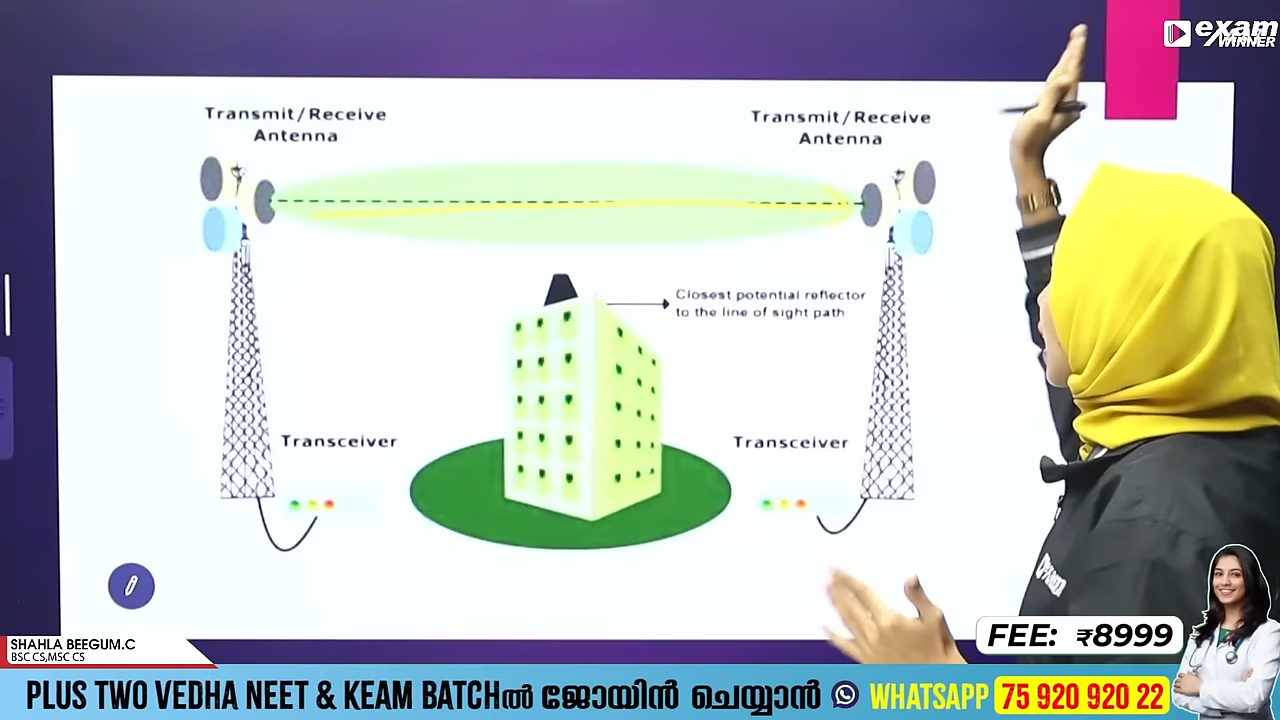 exam
WINNER
Transmit/Receive
Antenna
Transmit/Receive
Antenna
Closest potential reflector
to the line of sight path
Transceiver
Transceiver
FEE: ₹8999
SHAHLA BEEGUM.C
BSC CS,MSC CS
PLUS TWO VEDHA NEET & KEAM BATCHൽ ജോയിൻ ചെയ്യാൻ WHATSAPP 75 920 920 22